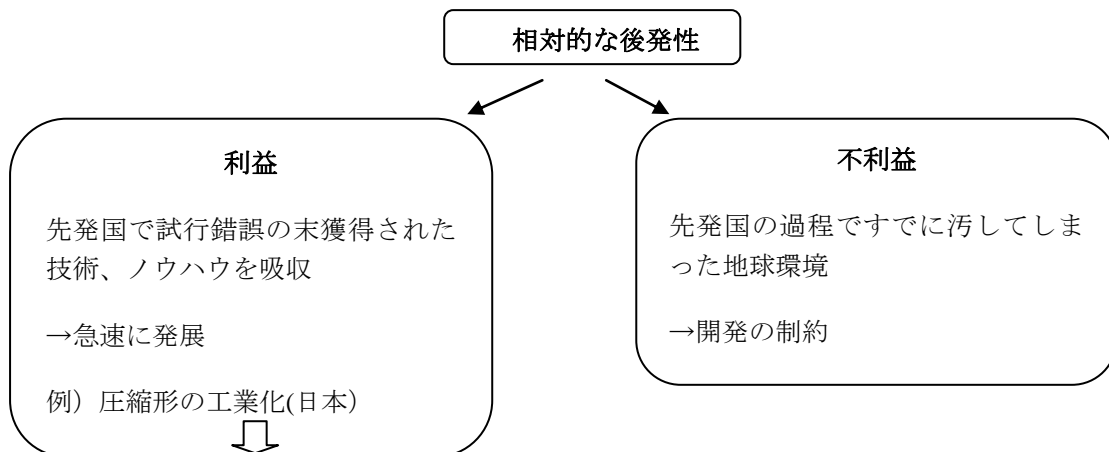 相対的な後発性
利益
先発国で試行錯誤の末獲得された
技術、ノウハウを吸収
→急速に発展
例）圧縮形の工業化(日本）
不利益
先発国の過程ですでに汚してしま
った地球環境
→開発の制約